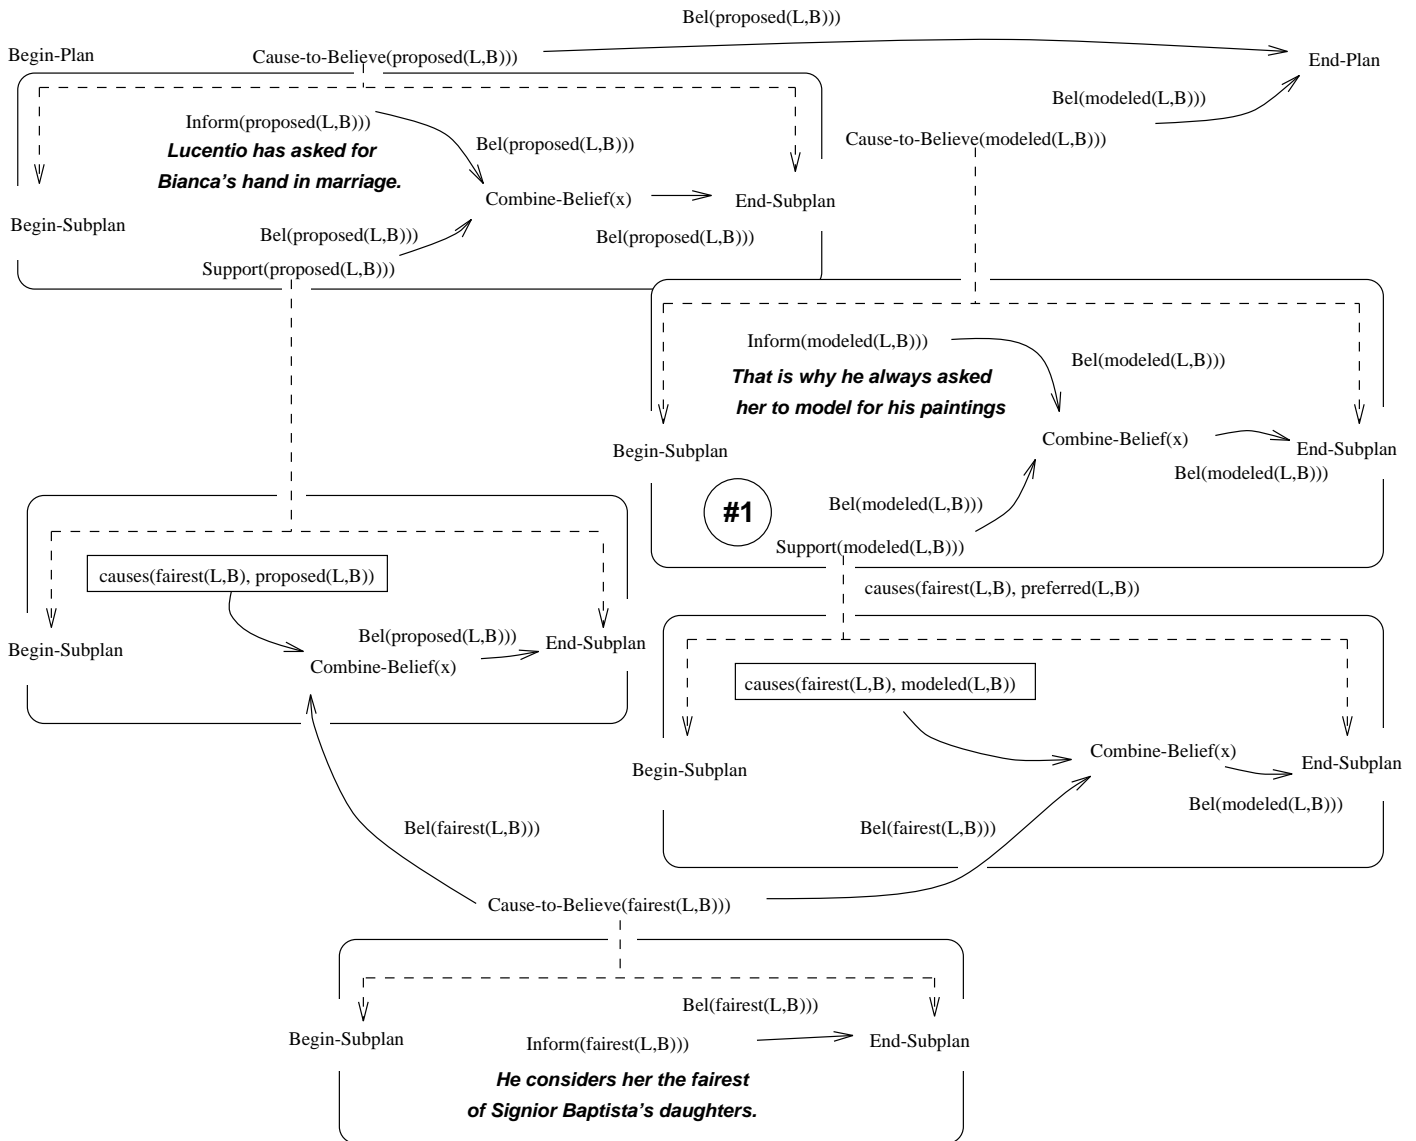 Bel(proposed(L,B)))
Begin-Plan
Cause-to-Believe(proposed(L,B)))
End-Plan
Bel(modeled(L,B)))
Inform(proposed(L,B)))
Cause-to-Believe(modeled(L,B)))
Bel(proposed(L,B)))
Lucentio has asked for
Bianca's hand in marriage.
Combine-Belief(x)
End-Subplan
Begin-Subplan
Bel(proposed(L,B)))
Bel(proposed(L,B)))
Support(proposed(L,B)))
Inform(modeled(L,B)))
Bel(modeled(L,B)))
That is why he always asked
her to model for his paintings
Begin-Subplan
Combine-Belief(x)
End-Subplan
Bel(modeled(L,B)))
Bel(modeled(L,B)))
#1
Support(modeled(L,B)))
causes(fairest(L,B), proposed(L,B))
causes(fairest(L,B), preferred(L,B))
Begin-Subplan
Bel(proposed(L,B)))
End-Subplan
Combine-Belief(x)
causes(fairest(L,B), modeled(L,B))
Combine-Belief(x)
Begin-Subplan
End-Subplan
Bel(modeled(L,B)))
Bel(fairest(L,B)))
Bel(fairest(L,B)))
Cause-to-Believe(fairest(L,B)))
Bel(fairest(L,B)))
Begin-Subplan
Inform(fairest(L,B)))
End-Subplan
He considers her the fairest
of Signior Baptista's daughters.